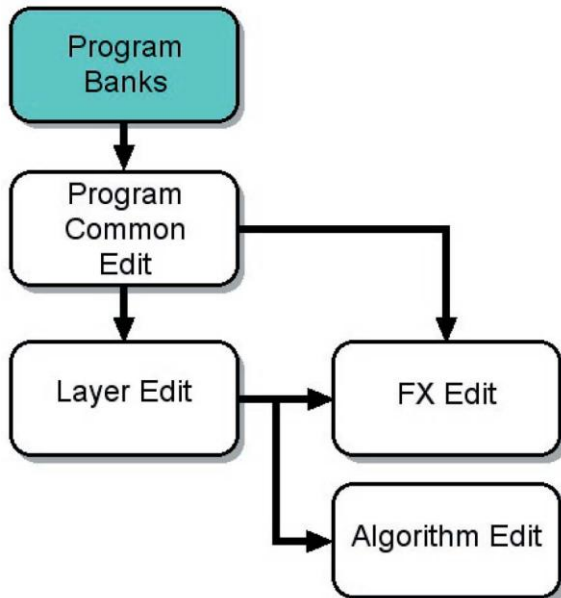 Program
Banks
Program
Common
Edit
Layer Edit
FX Edit
Algorithm Edit